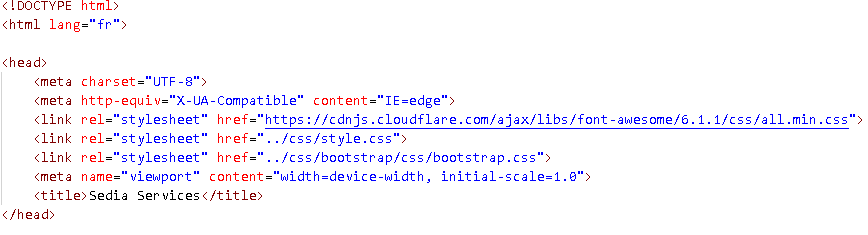 <!DOCTYPE html>
<html lang="fr">
<head>
<meta charset="UTF-8">
<meta http-equiv="X-UA-Compatible" content="IE=edge">
<link rel="stylesheet" href="https://cdnjs.cloudflare.com/ajax/libs/font-awesome/6.1.1/css/all.min.css">
<link rel="stylesheet" href="../css/style.css">
<link rel="stylesheet" href="../css/bootstrap/css/bootstrap.css">
<meta name="viewport" content="width=device-width, initial-scale=1.0">
<title>Sedia Services</title>
</head>